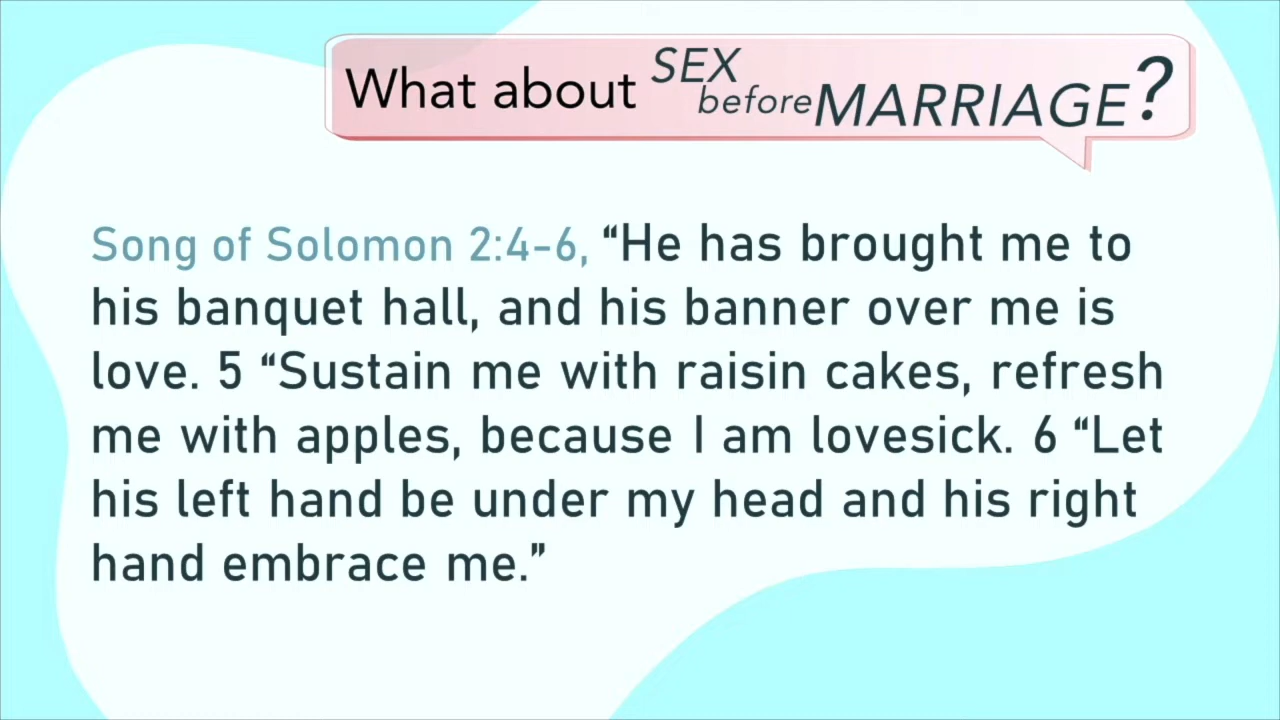 What about SEX before MARRIAGE?
Song of Solomon 2:4-6, “He has brought me to
his banquet hall, and his banner over me is
love. 5 “Sustain me with raisin cakes, refresh
me with apples, because I am lovesick. 6 “Let
his left hand be under my head and his right
hand embrace me.”